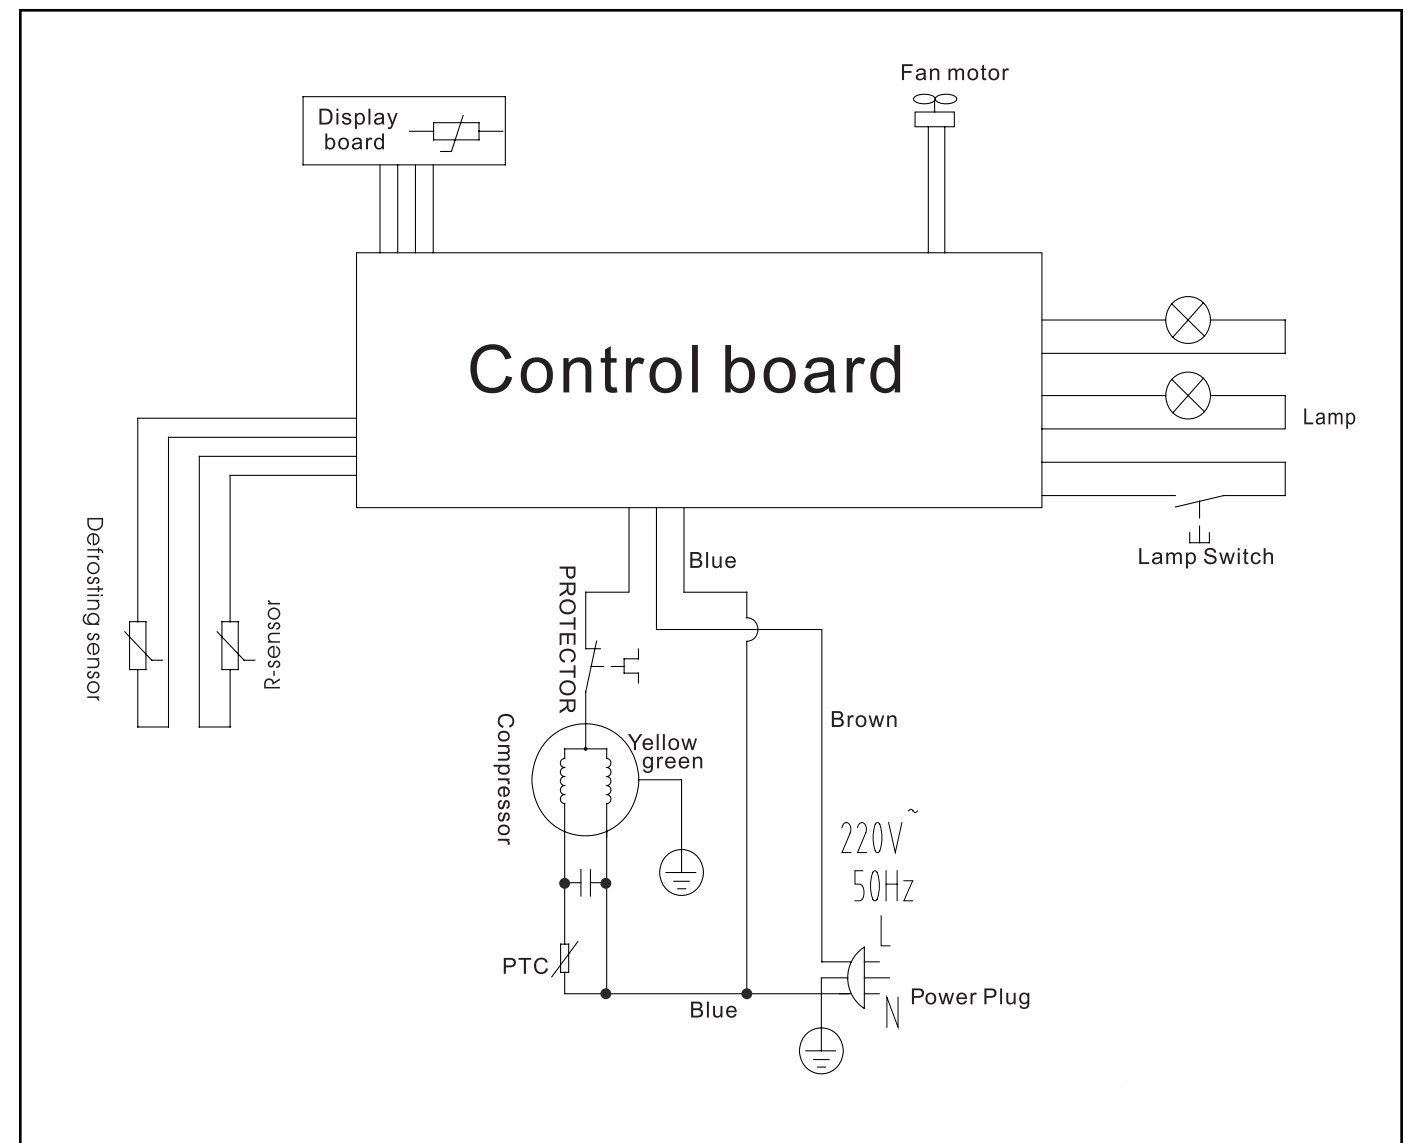 Fan motor
Display
board
Control board
Lamp
Lamp Switch
Defrosting sensor
R-sensor
Blue
PROTECTOR
Brown
Compressor
Yellow
green
220V~
50Hz
L
PTC
Power Plug
N
Blue